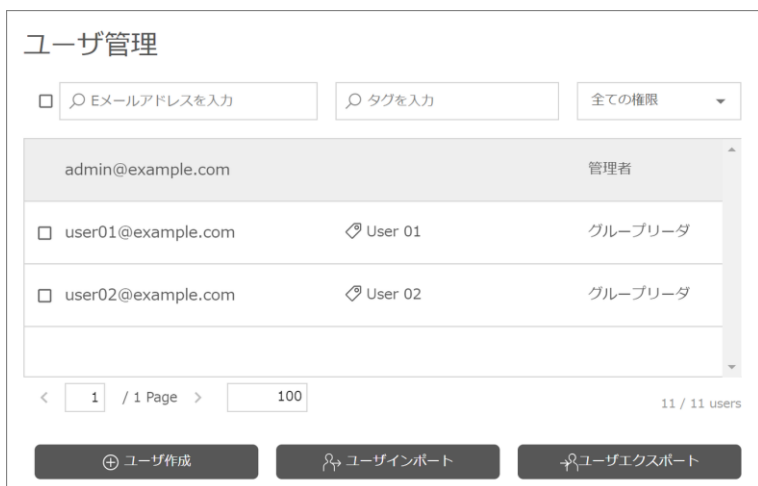 ユーザ管理
Eメールアドレスを入力 タグを入力 全ての権限
admin@example.com 管理者
user01@example.com User 01 グループリーダ
user02@example.com User 02 グループリーダ
1 / 1 Page 100
11 / 11 users
ユーザ作成 ユーザインポート ユーザエクスポート